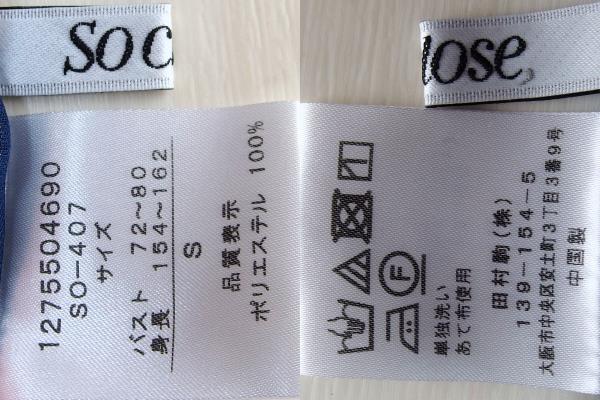 So c
lose,
1275504690
SO-407
サイズ
バスト 72〜80
身長 154〜162
S
品質表示
ポリエステル 100%
F
単独洗い
あて布使用
田村駒(株)
139-154-5
大阪市中央区安土町3丁目3番9号
中国製